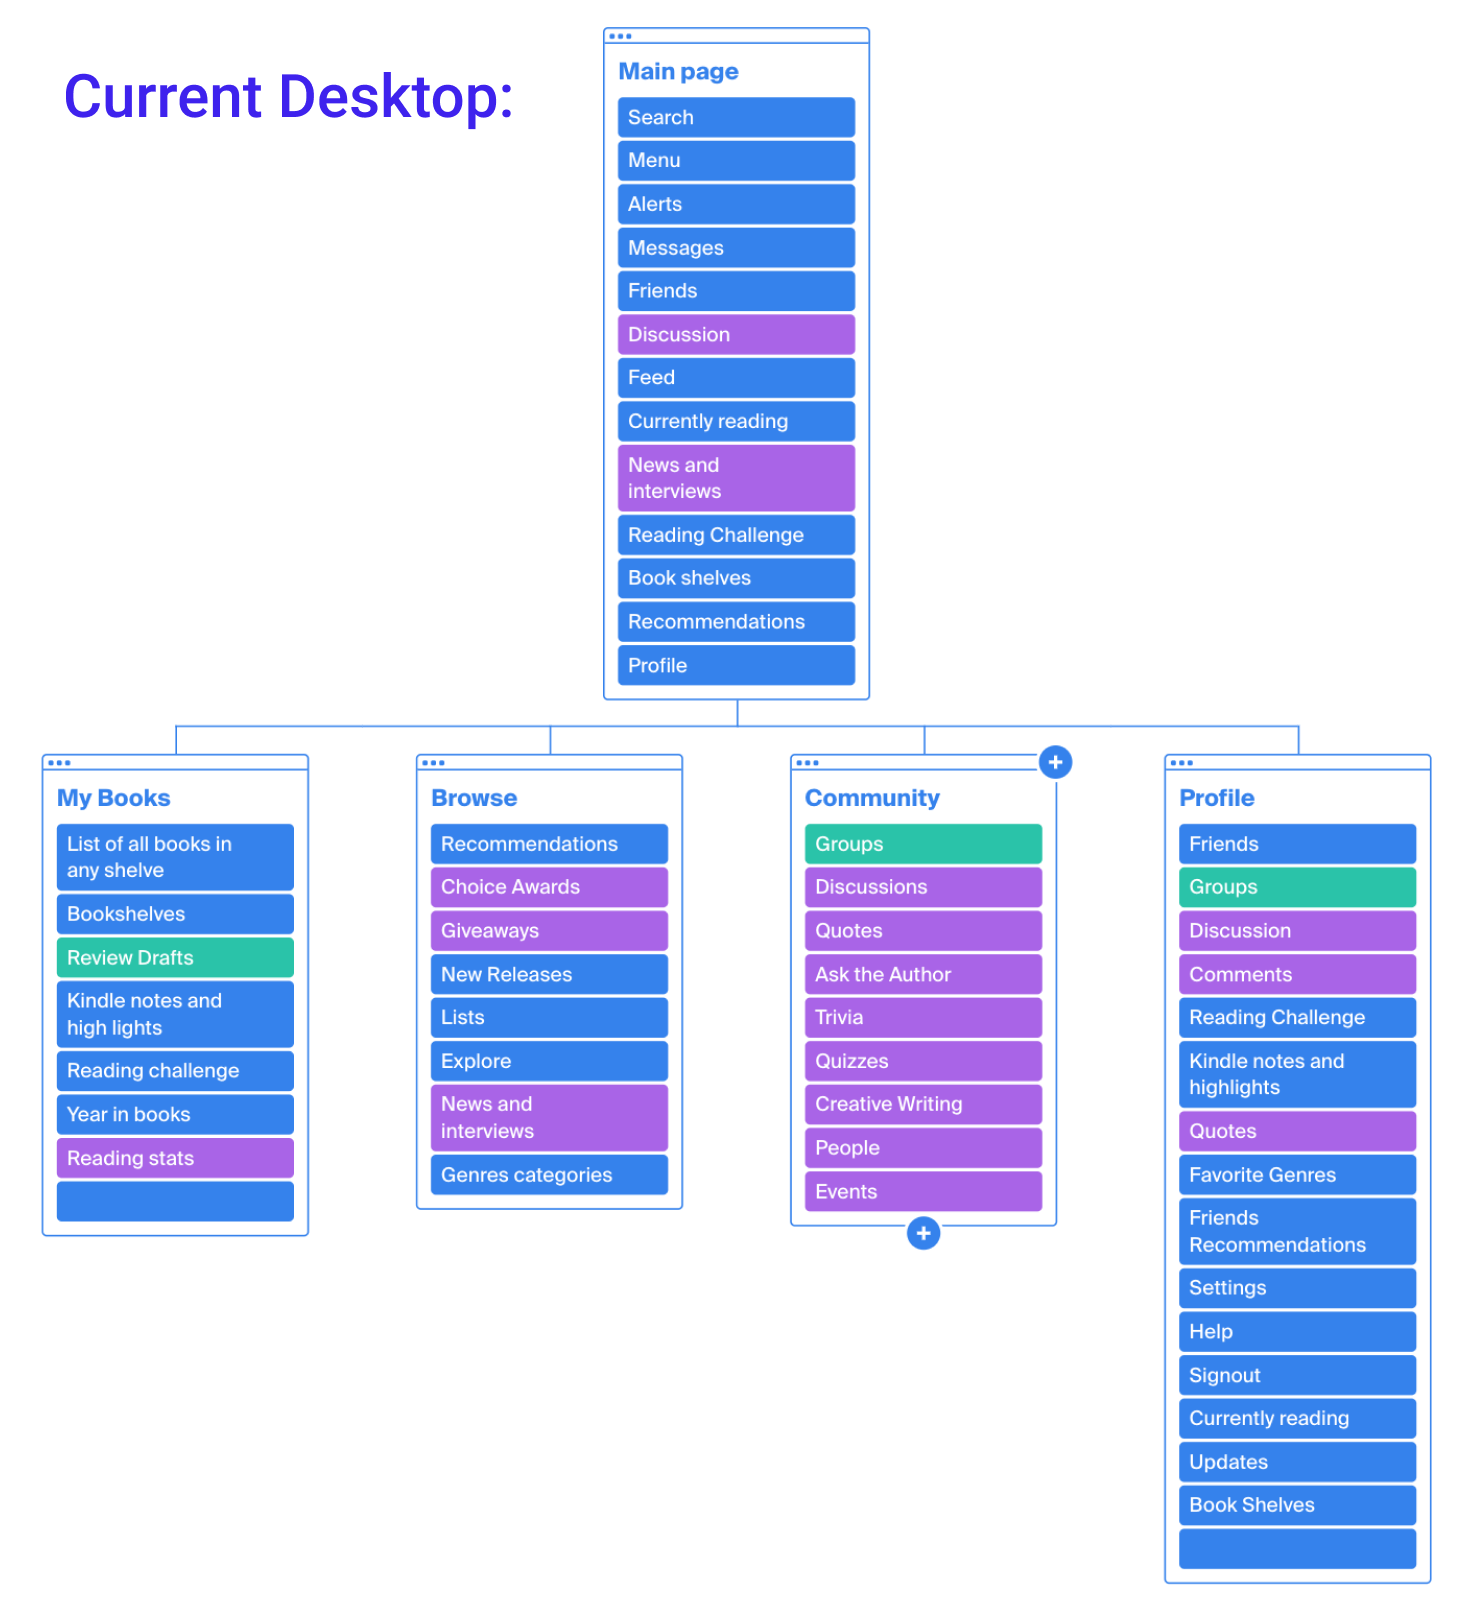 Current Desktop:
Main page
Search
Menu
Alerts
Messages
Friends
Discussion
Feed
Currently reading
News and
interviews
Reading Challenge
Book shelves
Recommendations
Profile
My Books
List of all books in
any shelve
Bookshelves
Review Drafts
Kindle notes and
high lights
Reading challenge
Year in books
Reading stats
Browse
Recommendations
Choice Awards
Giveaways
New Releases
Lists
Explore
News and
interviews
Genres categories
Community
Groups
Discussions
Quotes
Ask the Author
Trivia
Quizzes
Creative Writing
People
Events
Profile
Friends
Groups
Discussion
Comments
Reading Challenge
Kindle notes and
highlights
Quotes
Favorite Genres
Friends
Recommendations
Settings
Help
Signout
Currently reading
Updates
Book Shelves